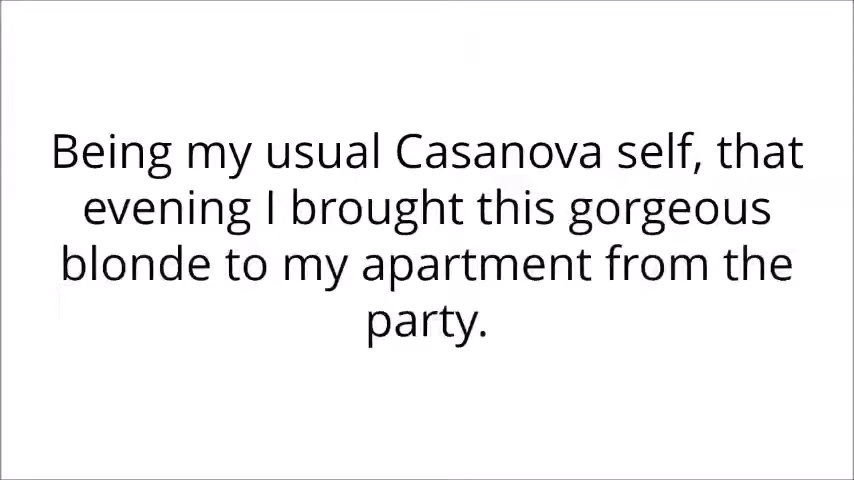 Being my usual Casanova self, that
evening I brought this gorgeous
blonde to my apartment from the
party.